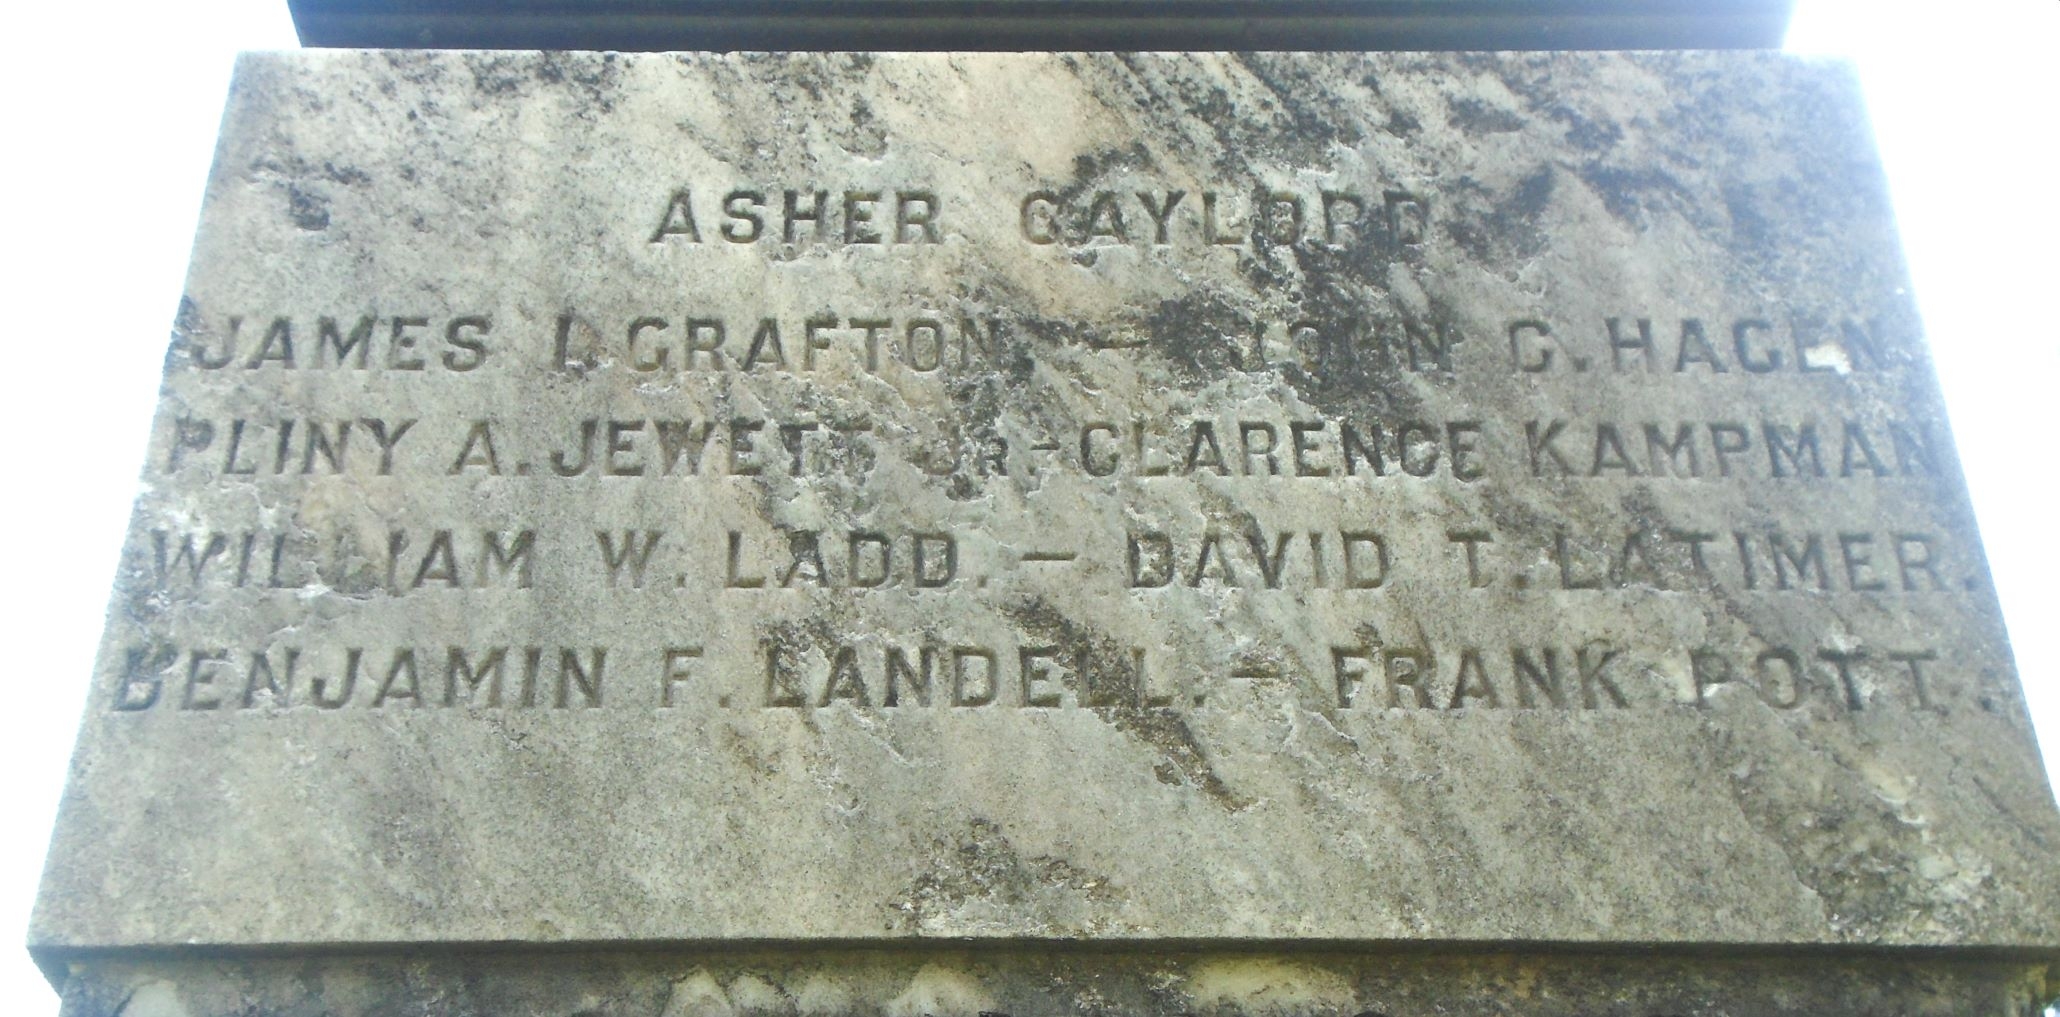 ASHER GAYLORD
JAMES I. GRAFTON. — JOHN G. HAGEN
PLINY A. JEWETT JR. - CLARENCE KAMPMAN
WILLIAM W. LADD. — DAVID T. LATIMER.
BENJAMIN F. LANDELL. — FRANK POTT.